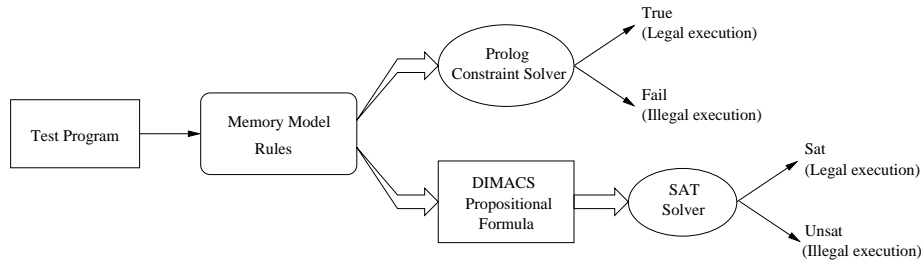 Test Program
Memory Model
Rules
Prolog
Constraint Solver
True
(Legal execution)
Fail
(Illegal execution)
DIMACS
Propositional
Formula
SAT
Solver
Sat
(Legal execution)
Unsat
(Illegal execution)